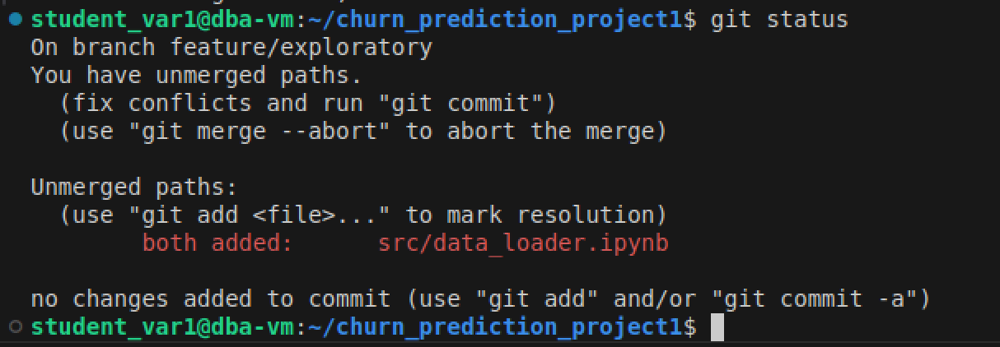 student_var1@dba-vm:~/churn_prediction_project1$ git status
On branch feature/exploratory
You have unmerged paths.
  (fix conflicts and run "git commit")
  (use "git merge --abort" to abort the merge)

Unmerged paths:
  (use "git add <file>..." to mark resolution)
        both added:      src/data_loader.ipynb

no changes added to commit (use "git add" and/or "git commit -a")
student_var1@dba-vm:~/churn_prediction_project1$